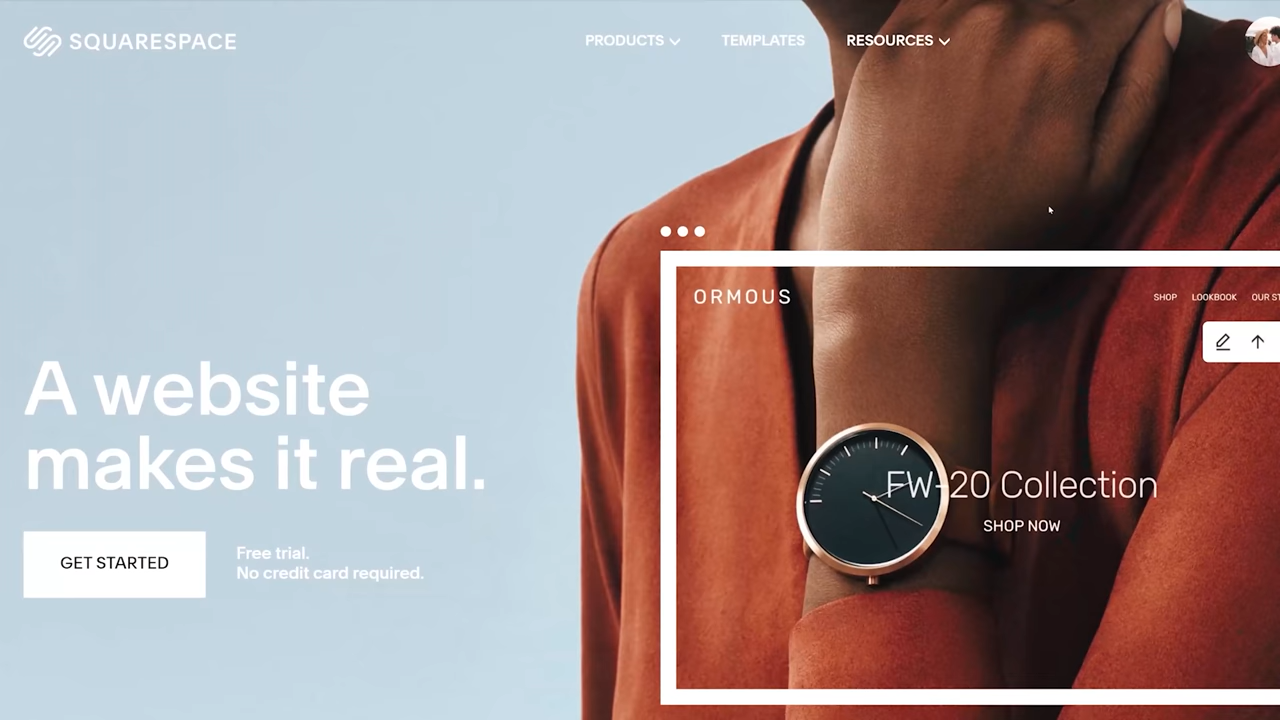 SQUARESPACE
PRODUCTS
TEMPLATES
RESOURCES
ORMOUS
SHOP
LOOKBOOK
A website
makes it real.
FW-20 Collection
SHOP NOW
GET STARTED
Free trial.
No credit card required.